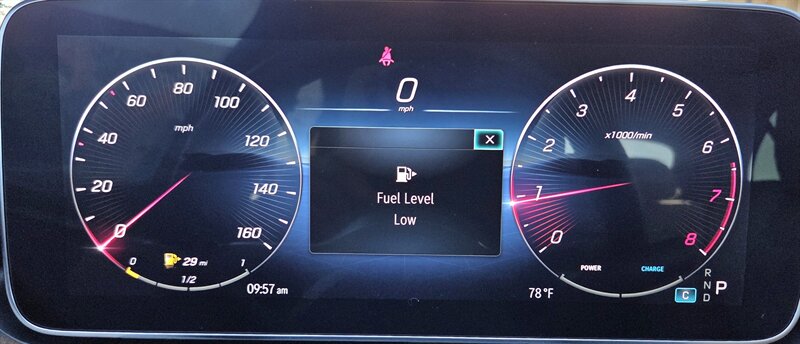 0
mph
80
60
100
mph
40
120
20
140
0
160
0
29 mi
1
1/2
09:57 am
X
Fuel Level
Low
4
3
5
x1000/min
2
6
1
7
0
8
POWER
CHARGE
78°F
C
R
N
D
P